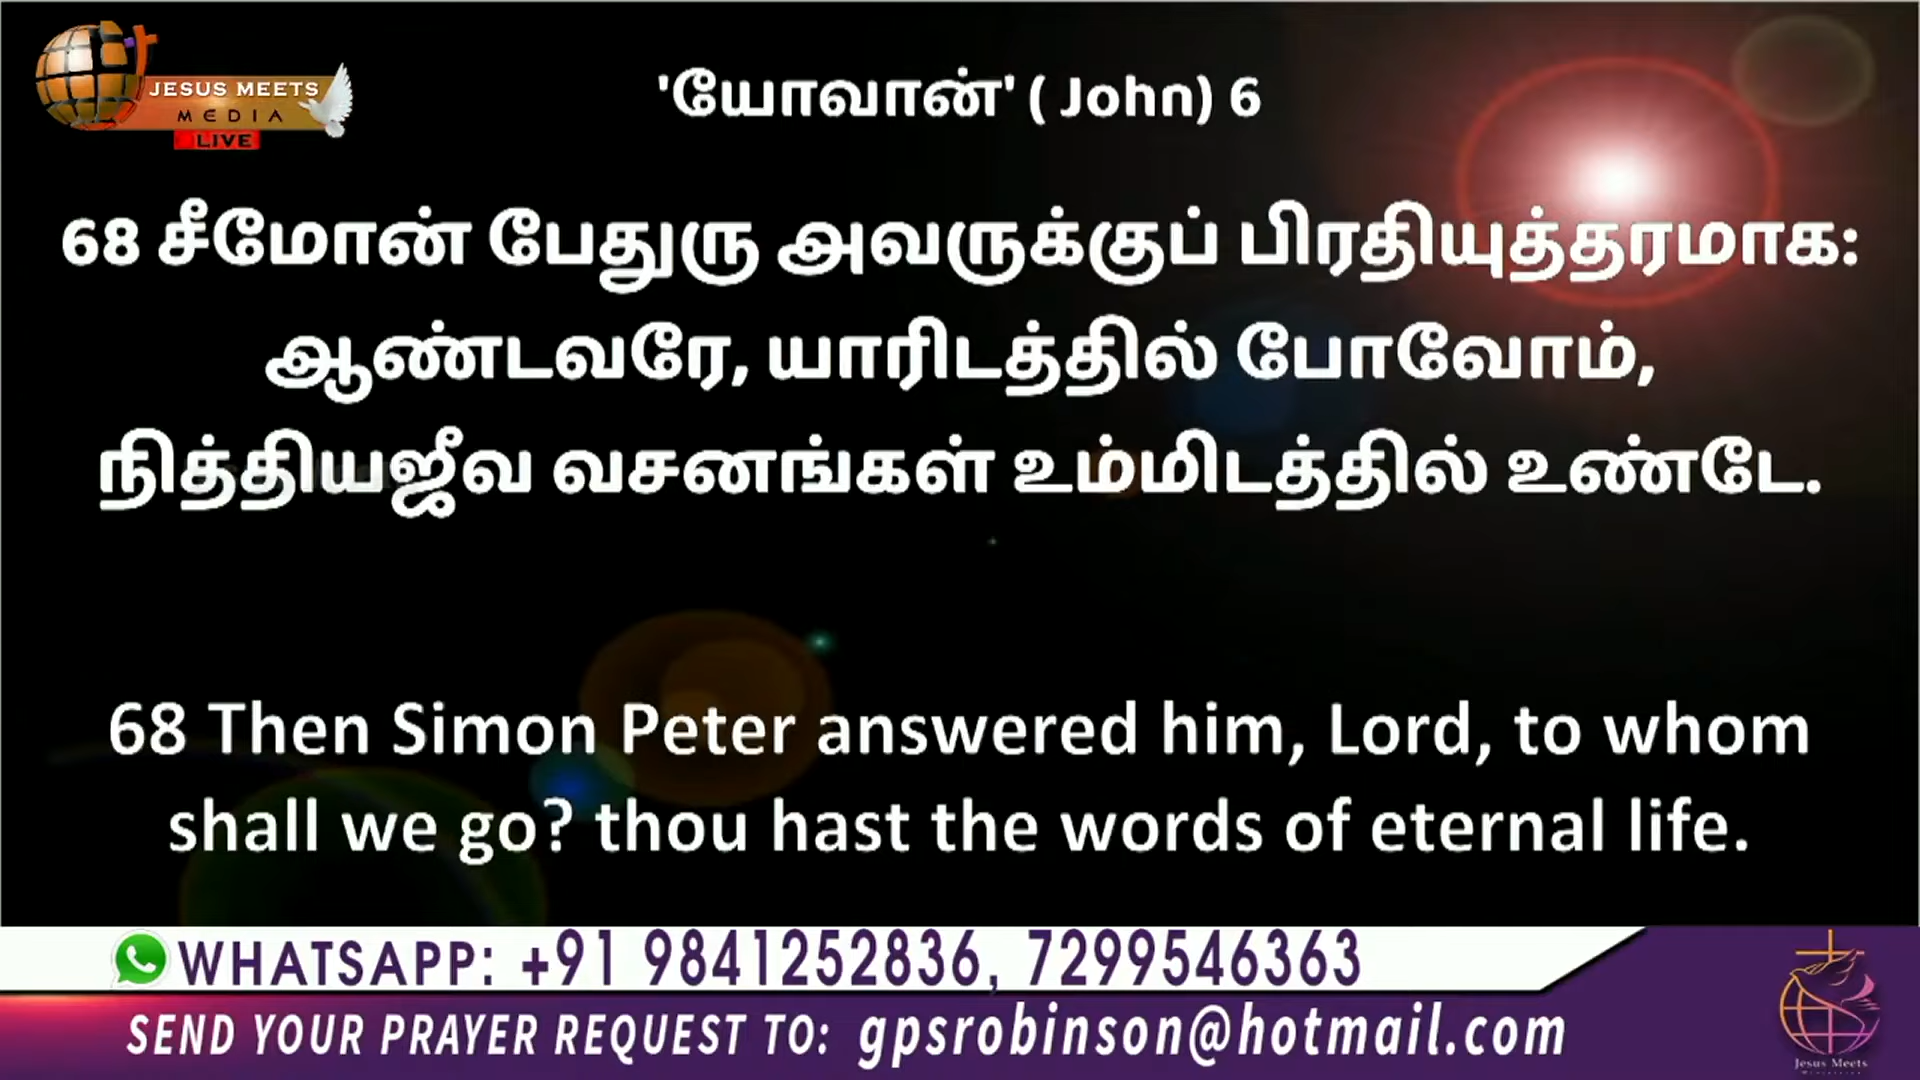 JESUS MEETS
MEDIA
LIVE
'யோவான்' ( John) 6
68 சீமோன் பேதுரு அவருக்குப் பிரதியுத்தரமாக:
ஆண்டவரே, யாரிடத்தில் போவோம்,
நித்தியஜீவ வசனங்கள் உம்மிடத்தில் உண்டே.
68 Then Simon Peter answered him, Lord, to whom
shall we go? thou hast the words of eternal life.
WHATSAPP: +91 9841252836, 7299546363
SEND YOUR PRAYER REQUEST TO: gpsrobinson@hotmail.com
Jesus Meets